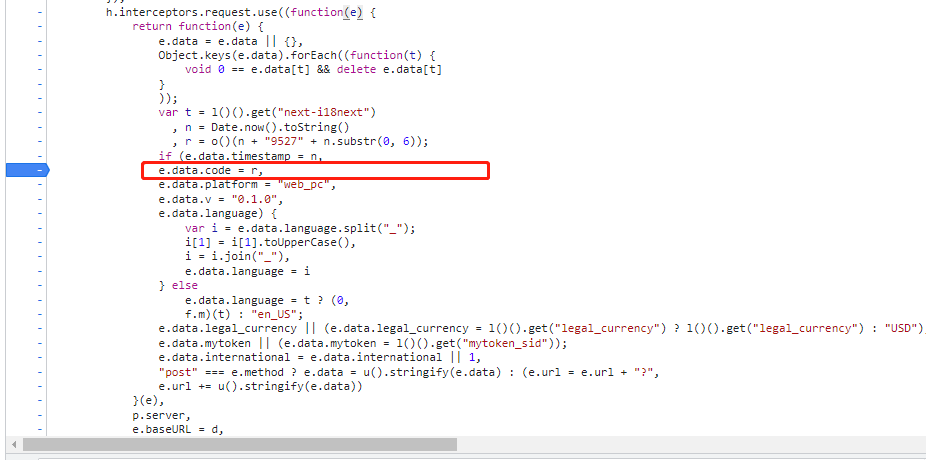 h.interceptors.request.use((function(e) {
return function(e) {
e.data = e.data || {},
Object.keys(e.data).forEach((function(t) {
void 0 == e.data[t] && delete e.data[t]
}
));
var t = l()().get("next-i18next")
, n = Date.now().toString()
, r = o()(n + "9527" + n.substr(0, 6));
if (e.data.timestamp = n,
e.data.code = r,
e.data.platform = "web_pc",
e.data.v = "0.1.0",
e.data.language) {
var i = e.data.language.split("_");
i[1] = i[1].toUpperCase(),
i = i.join("_"),
e.data.language = i
} else
e.data.language = t ? (0,
f.m)(t) : "en_US";
e.data.legal_currency || (e.data.legal_currency = l()().get("legal_currency") ? l()().get("legal_currency") : "USD")
e.data.mytoken || (e.data.mytoken = l()().get("mytoken_sid"));
e.data.international = e.data.international || 1,
"post" === e.method ? e.data = u().stringify(e.data) : (e.url = e.url + "?",
e.url += u().stringify(e.data))
}(e),
p.server,
e.baseURL = d,